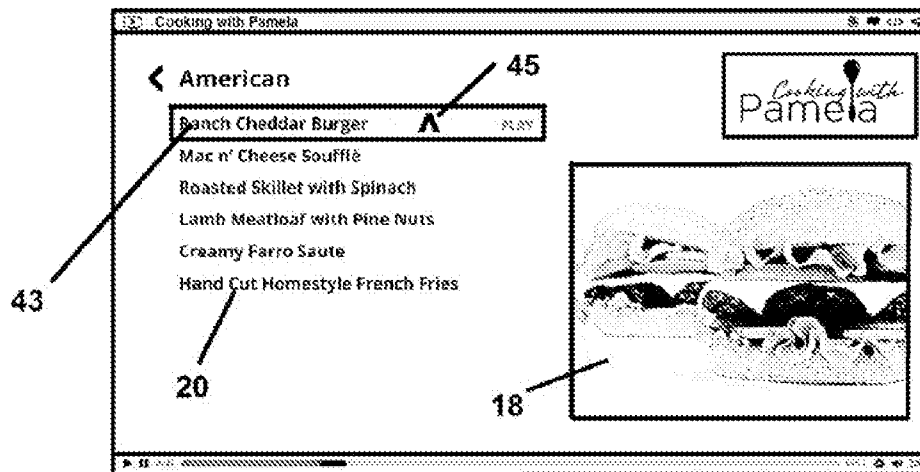 Cooking with Pamela
45
American
Cooking with
Pamela
Ranch Cheddar Burger
PLAY
Mac n' Cheese Soufflè
Roasted Skillet with Spinach
Lamb Meatloaf with Pine Nuts
Creamy Farro Saute
43
Hand Cut Homestyle French Fries
20
18